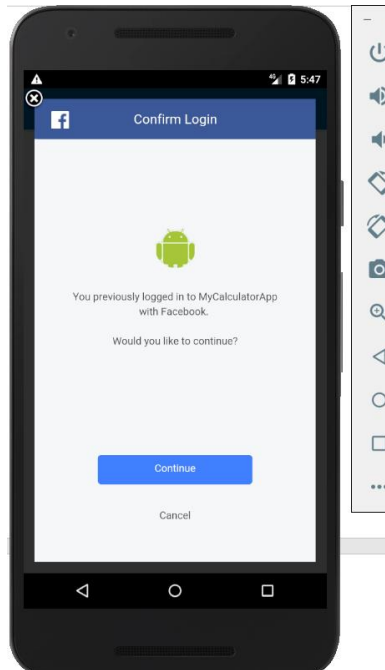 5:47
Confirm Login
You previously logged in to MyCalculatorApp
with Facebook.
Would you like to continue?
Continue
Cancel